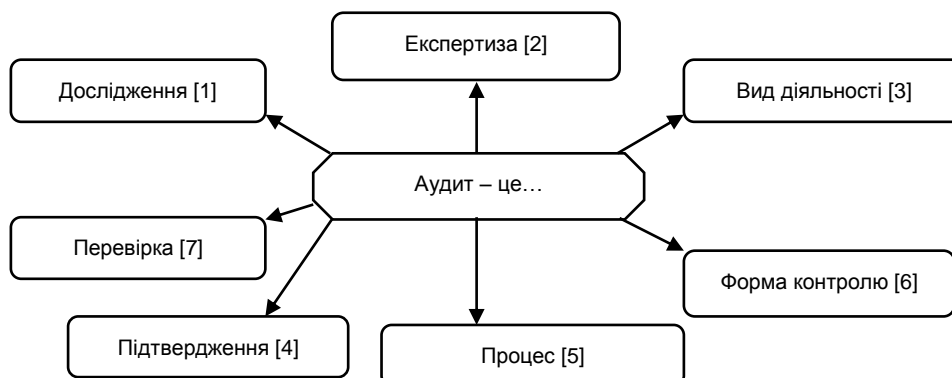 Експертиза [2]
Дослідження [1]
Вид діяльності [3]
Аудит – це…
Перевірка [7]
Форма контролю [6]
Підтвердження [4]
Процес [5]